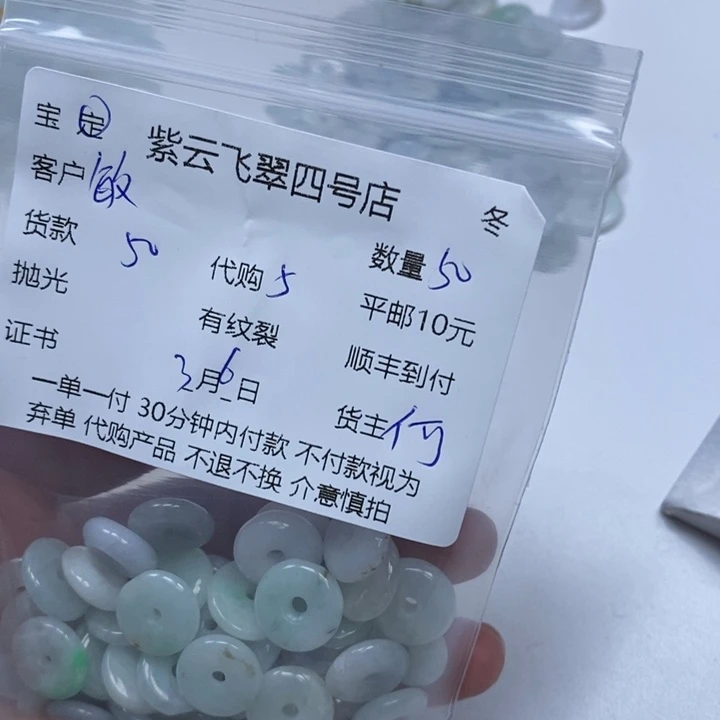 宝 定 紫云飞翠四号店 冬
客户 敏
货款 50 代购 5 数量 50
抛光 有纹裂 平邮10元
证书 3月6日 顺丰到付
货主 何
一单一付 30分钟内付款 不付款视为
弃单 代购产品 不退不换 介意慎拍